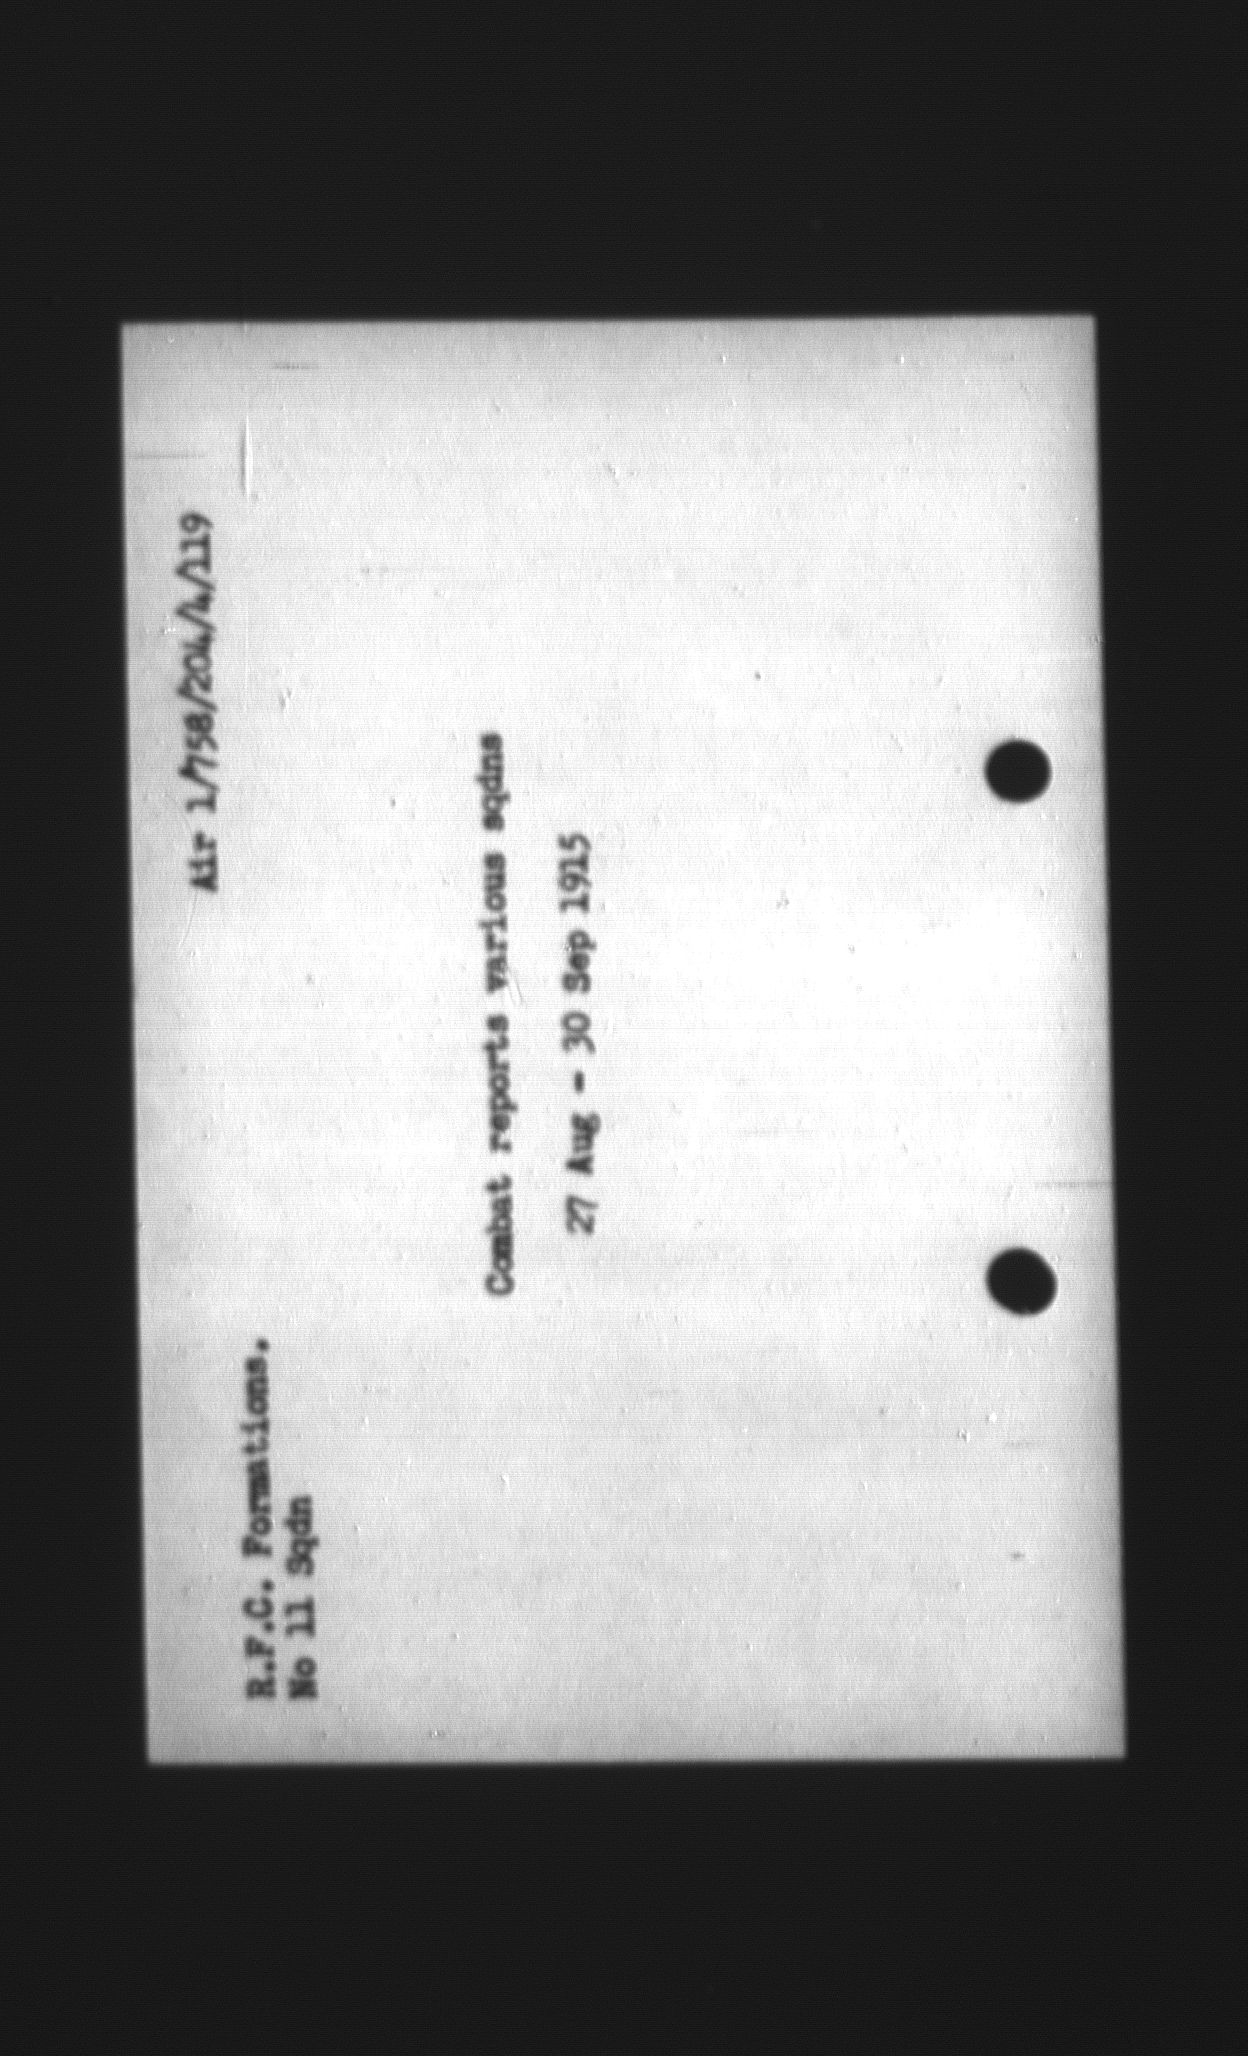 Air 1/758/204/4/119
R.F.C. Formations,
No 11 Sqdn
Combat reports various sqdns
27 Aug - 30 Sep 1915